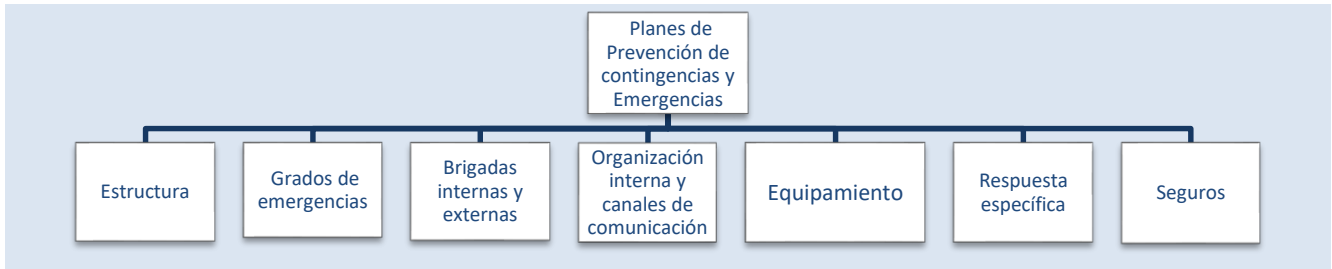 Planes de
Prevención de
contingencias y
Emergencias
Estructura
Grados de
emergencias
Brigadas
internas y
externas
Organización
interna y
canales de
comunicación
Equipamiento
Respuesta
específica
Seguros